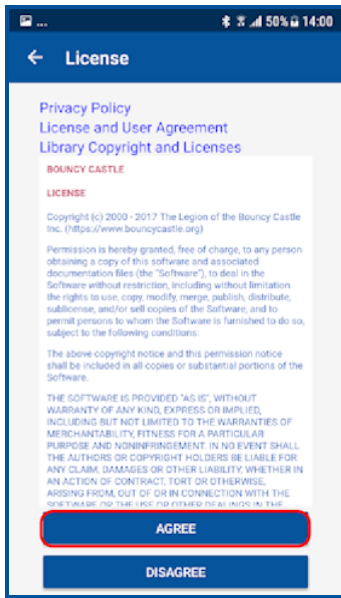 ... 50% 14:00
License
Privacy Policy
License and User Agreement
Library Copyright and Licenses
BOUNCY CASTLE
LICENSE
Copyright (c) 2000 - 2017 The Legion of the Bouncy Castle
Inc. (https://www.bouncycastle.org)
Permission is hereby granted, free of charge, to any person
obtaining a copy of this software and associated
documentation files (the "Software"), to deal in the
Software without restriction, including without limitation
the rights to use, copy, modify, merge, publish, distribute,
sublicense, and/or sell copies of the Software, and to
permit persons to whom the Software is furnished to do so,
subject to the following conditions:
The above copyright notice and this permission notice
shall be included in all copies or substantial portions of the
Software.
THE SOFTWARE IS PROVIDED "AS IS", WITHOUT
WARRANTY OF ANY KIND, EXPRESS OR IMPLIED,
INCLUDING BUT NOT LIMITED TO THE WARRANTIES OF
MERCHANTABILITY, FITNESS FOR A PARTICULAR
PURPOSE AND NONINFRINGEMENT. IN NO EVENT SHALL
THE AUTHORS OR COPYRIGHT HOLDERS BE LIABLE FOR
ANY CLAIM, DAMAGES OR OTHER LIABILITY, WHETHER IN
AN ACTION OF CONTRACT, TORT OR OTHERWISE,
ARISING FROM, OUT OF OR IN CONNECTION WITH THE
SOFTWARE OR THE USE OR OTHER DEALINGS IN THE
AGREE
DISAGREE